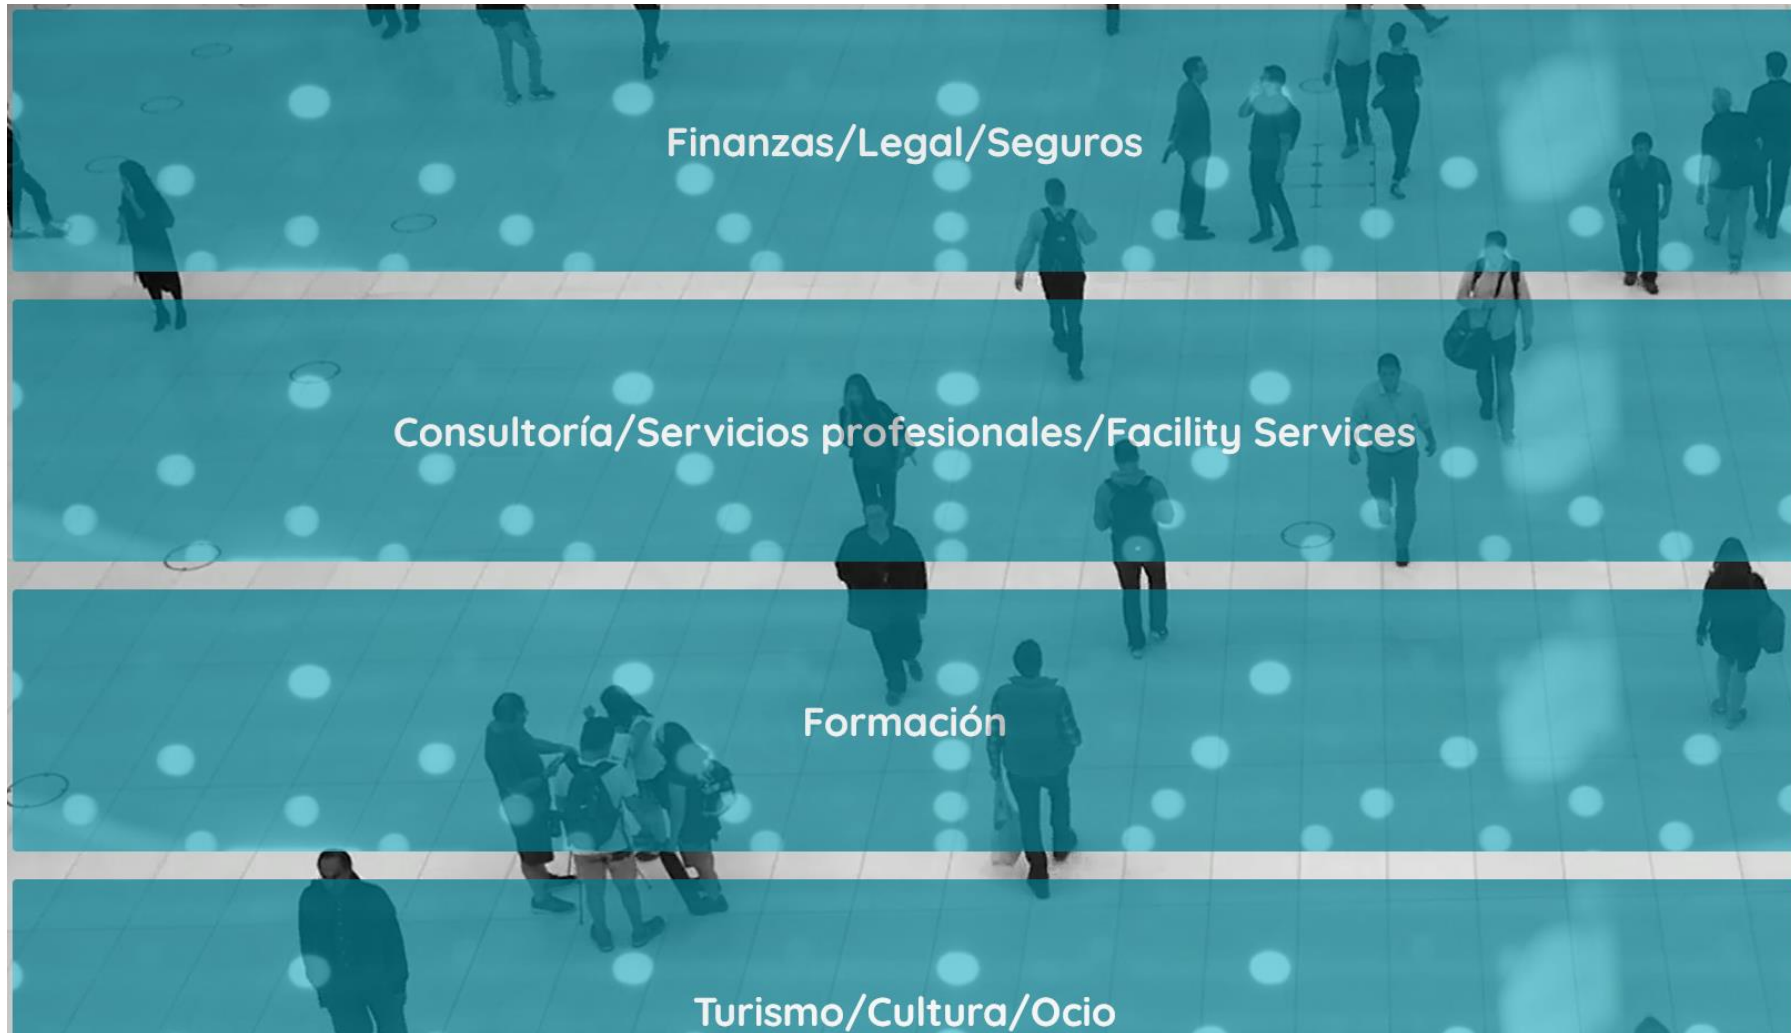 Finanzas/Legal/Seguros
Consultoría/Servicios profesionales/Facility Services
Formación
Turismo/Cultura/Ocio